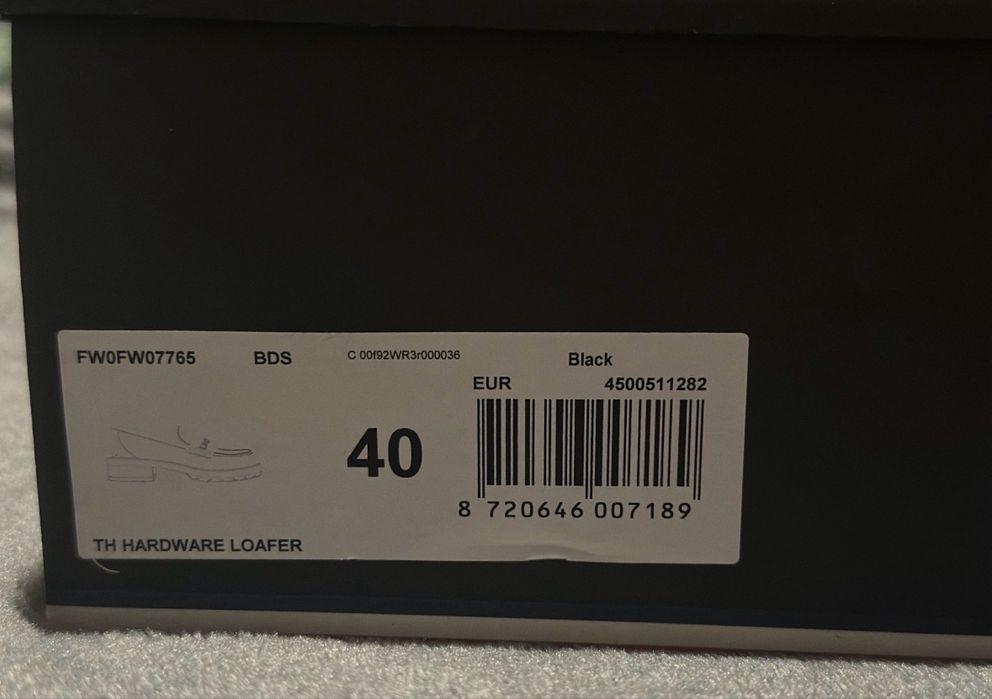 FW0FW07765 BDS C 00f92WR3r000036 Black
EUR 4500511282
40
8 720646 007189
TH HARDWARE LOAFER